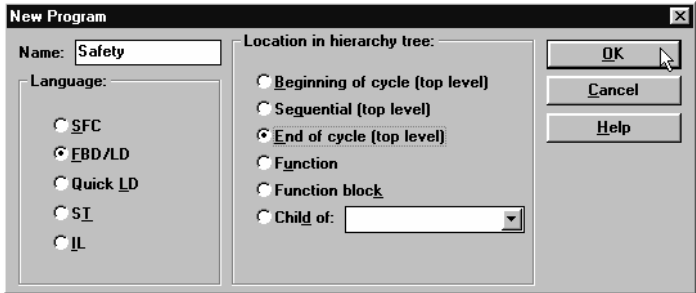 New Program
Name: Safety
Language:
SFC
FBD/LD
Quick LD
ST
IL
Location in hierarchy tree:
Beginning of cycle (top level)
Sequential (top level)
End of cycle (top level)
Function
Function block
Child of:
OK
Cancel
Help